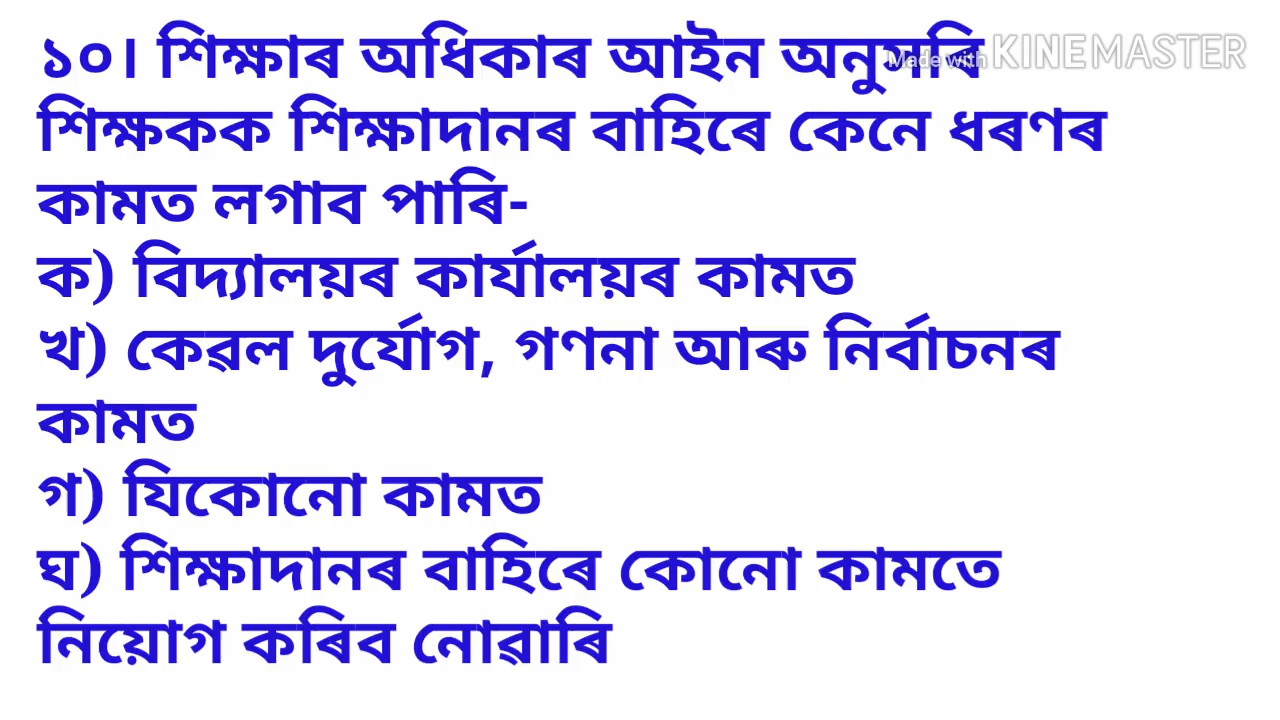 ১০। শিক্ষাৰ অধিকাৰ আইন অনুসৰি
Made with KINEMASTER
শিক্ষকক শিক্ষাদানৰ বাহিৰে কেনে ধৰণৰ
কামত লগাব পাৰি-
ক) বিদ্যালয়ৰ কাৰ্যালয়ৰ কামত
খ) কেৱল দুৰ্যোগ, গণনা আৰু নিৰ্বাচনৰ
কামত
গ) যিকোনো কামত
ঘ) শিক্ষাদানৰ বাহিৰে কোনো কামতে
নিয়োগ কৰিব নোৱাৰি